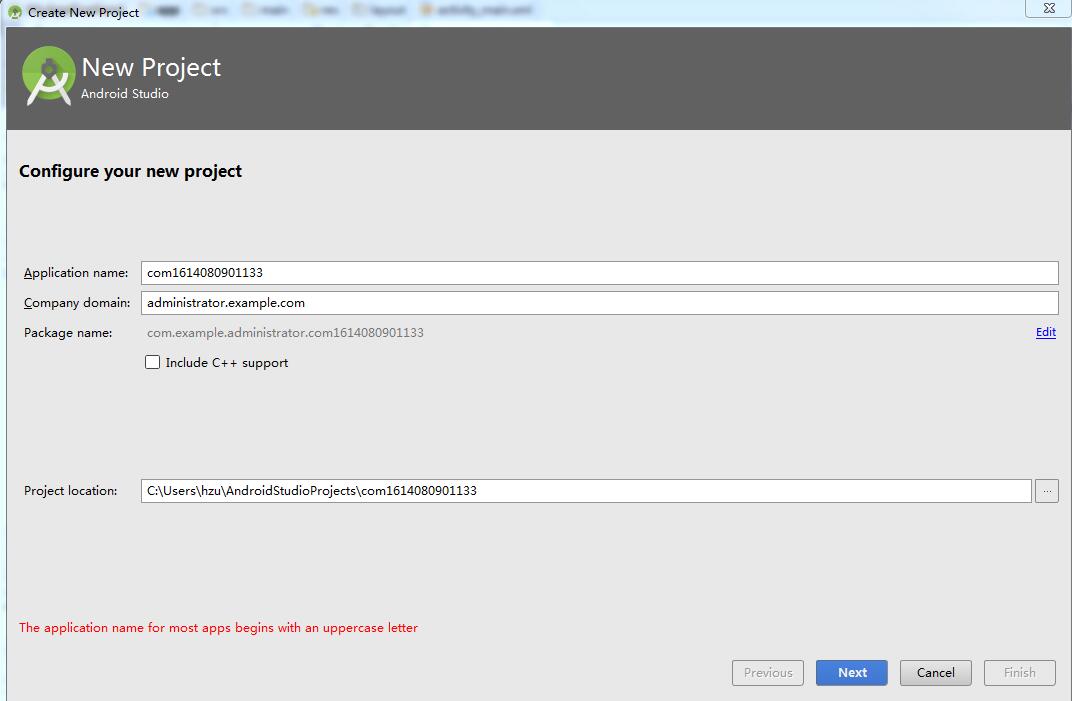 Create New Project
New Project
Android Studio
Configure your new project
Application name: com1614080901133
Company domain: administrator.example.com
Package name: com.example.administrator.com1614080901133 Edit
Include C++ support
Project location: C:\Users\hzu\AndroidStudioProjects\com1614080901133 ...
The application name for most apps begins with an uppercase letter
Previous Next Cancel Finish